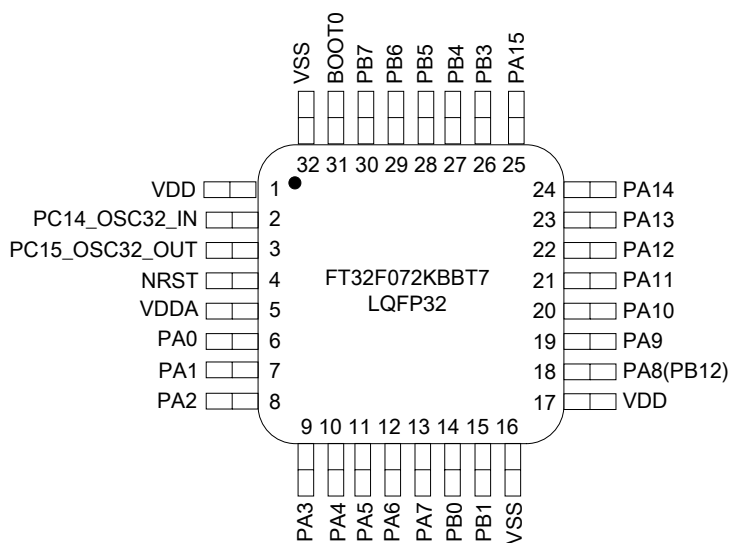 VSS
BOOT0
PB7
PB6
PB5
PB4
PB3
PA15
32 31 30 29 28 27 26 25
VDD 1
PC14_OSC32_IN 2
PC15_OSC32_OUT 3
NRST 4
VDDA 5
PA0 6
PA1 7
PA2 8
FT32F072KBBT7
LQFP32
24 PA14
23 PA13
22 PA12
21 PA11
20 PA10
19 PA9
18 PA8(PB12)
17 VDD
9 10 11 12 13 14 15 16
PA3
PA4
PA5
PA6
PA7
PB0
PB1
VSS